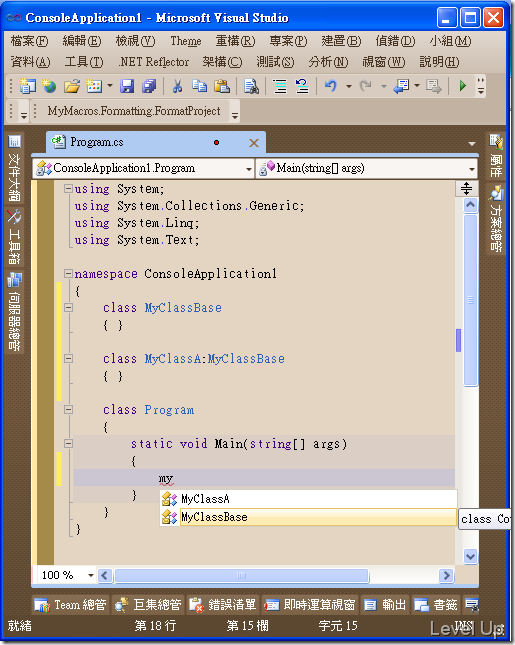 ConsoleApplication1 - Microsoft Visual Studio
檔案(F) 編輯(E) 檢視(V) Theme 重構(R) 專案(P) 建置(B) 偵錯(D) 小組(M)
資料(A) 工具(T) .NET Reflector 架構(C) 測試(S) 分析(N) 視窗(W) 說明(H)
MyMacros.Formatting.FormatProject
文件大綱
工具箱
伺服器總管
Program.cs
屬性
方案總管
ConsoleApplication1.Program
Main(string[] args)
using System;
using System.Collections.Generic;
using System.Linq;
using System.Text;
namespace ConsoleApplication1
{
class MyClassBase
{ }
class MyClassA:MyClassBase
{ }
class Program
{
static void Main(string[] args)
{
my
MyClassA
MyClassBase
class Co
}
}
}
100 %
Team 總管 巨集總管 錯誤清單 即時運算視窗 輸出 書籤
就緒 第 18 行 第 15 欄 字元 15 INS
Level Up